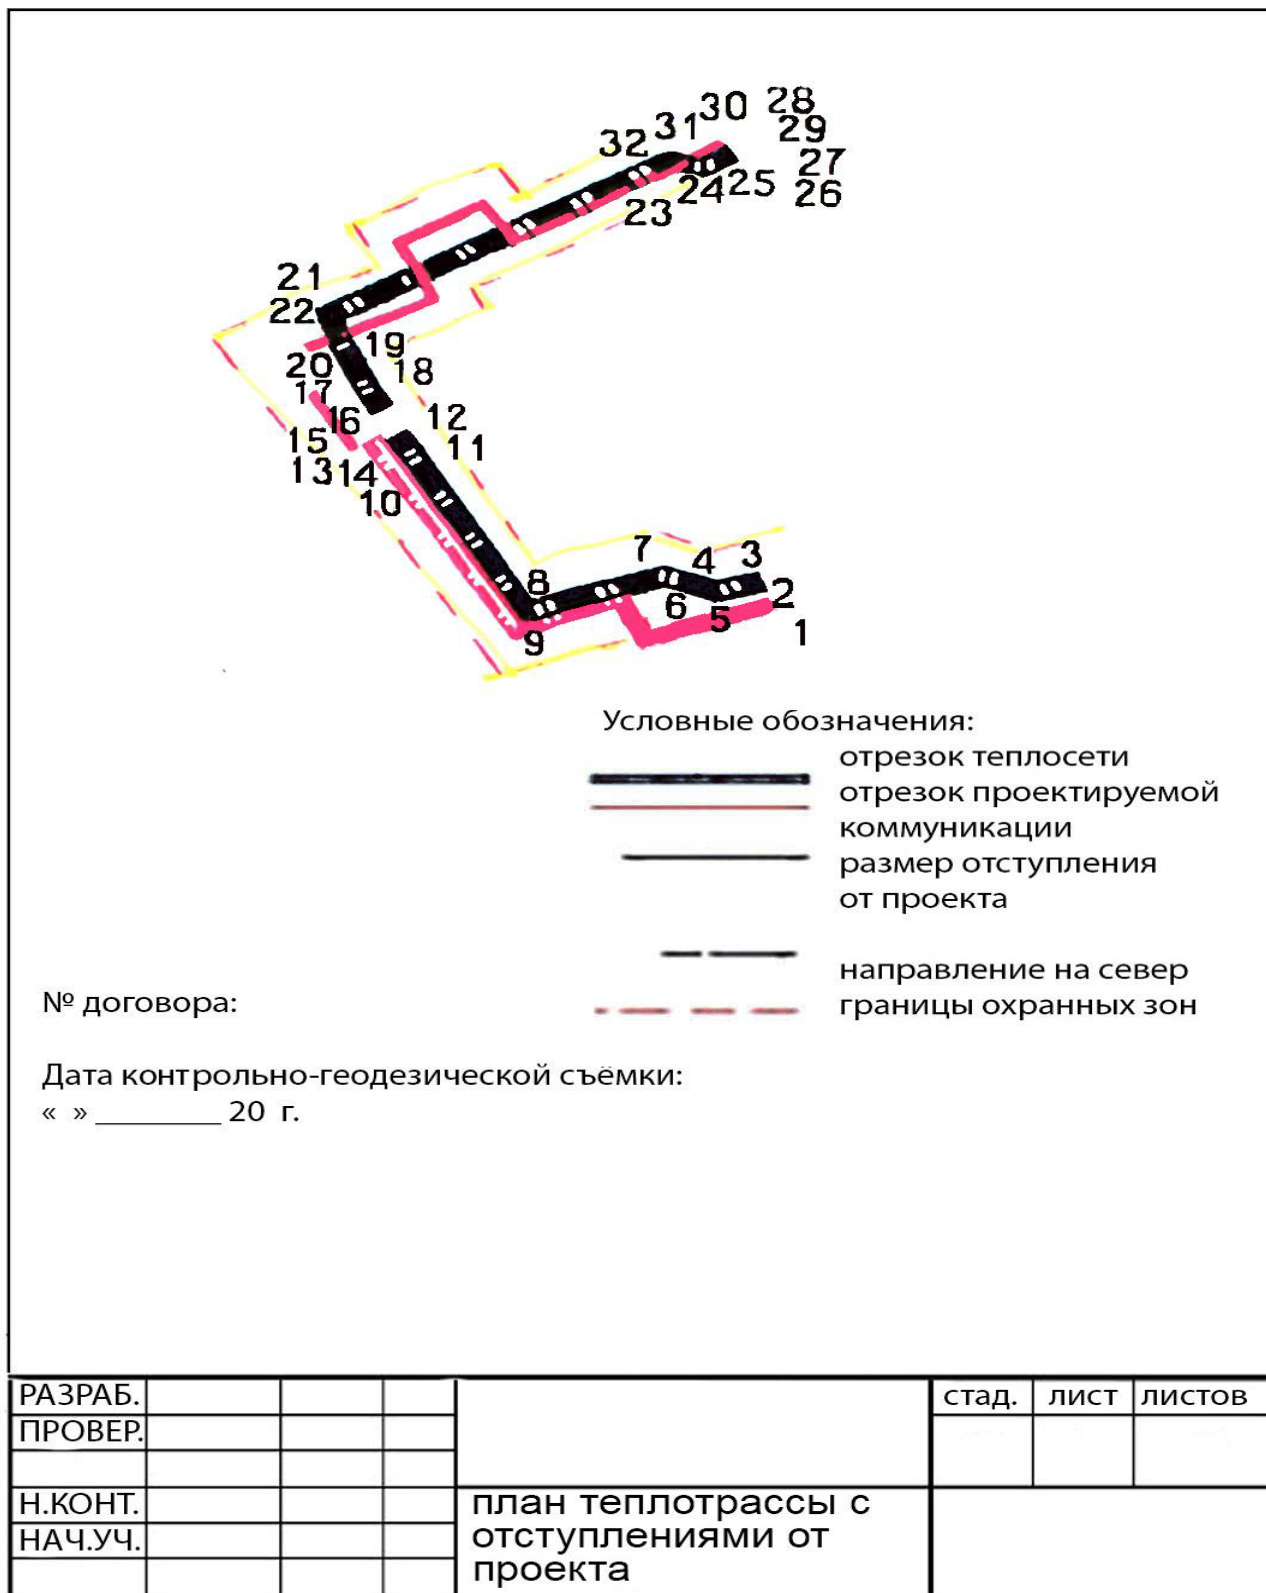 28
30
29
31
32
27
25
24
26
23
21
22
19
20
18
17
16
12
15
11
13
14
10
7
3
4
8
2
6
5
1
9
Условные обозначения:
отрезок теплосети
отрезок проектируемой
коммуникации
размер отступления
от проекта
направление на север
границы охранных зон
№ договора:
Дата контрольно-геодезической съёмки:
« » ________ 20 г.
РАЗРАБ.
ПРОВЕР.
Н.КОНТ.
НАЧ.УЧ.
план теплотрассы с
отступлениями от
проекта
стад. лист листов